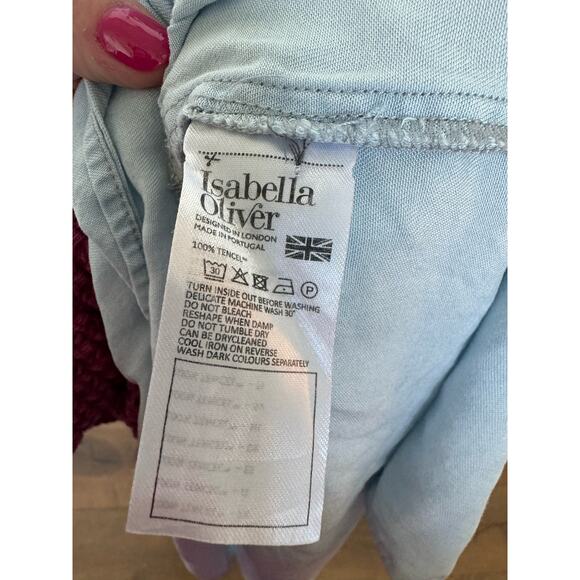 Isabella
Oliver
DESIGNED IN LONDON
MADE IN PORTUGAL
100% TENCEL™
30 P
TURN INSIDE OUT BEFORE WASHING
DELICATE MACHINE WASH 30°
DO NOT BLEACH
RESHAPE WHEN DAMP
DO NOT TUMBLE DRY
CAN BE DRYCLEANED
COOL IRON ON REVERSE
WASH DARK COLOURS SEPARATELY